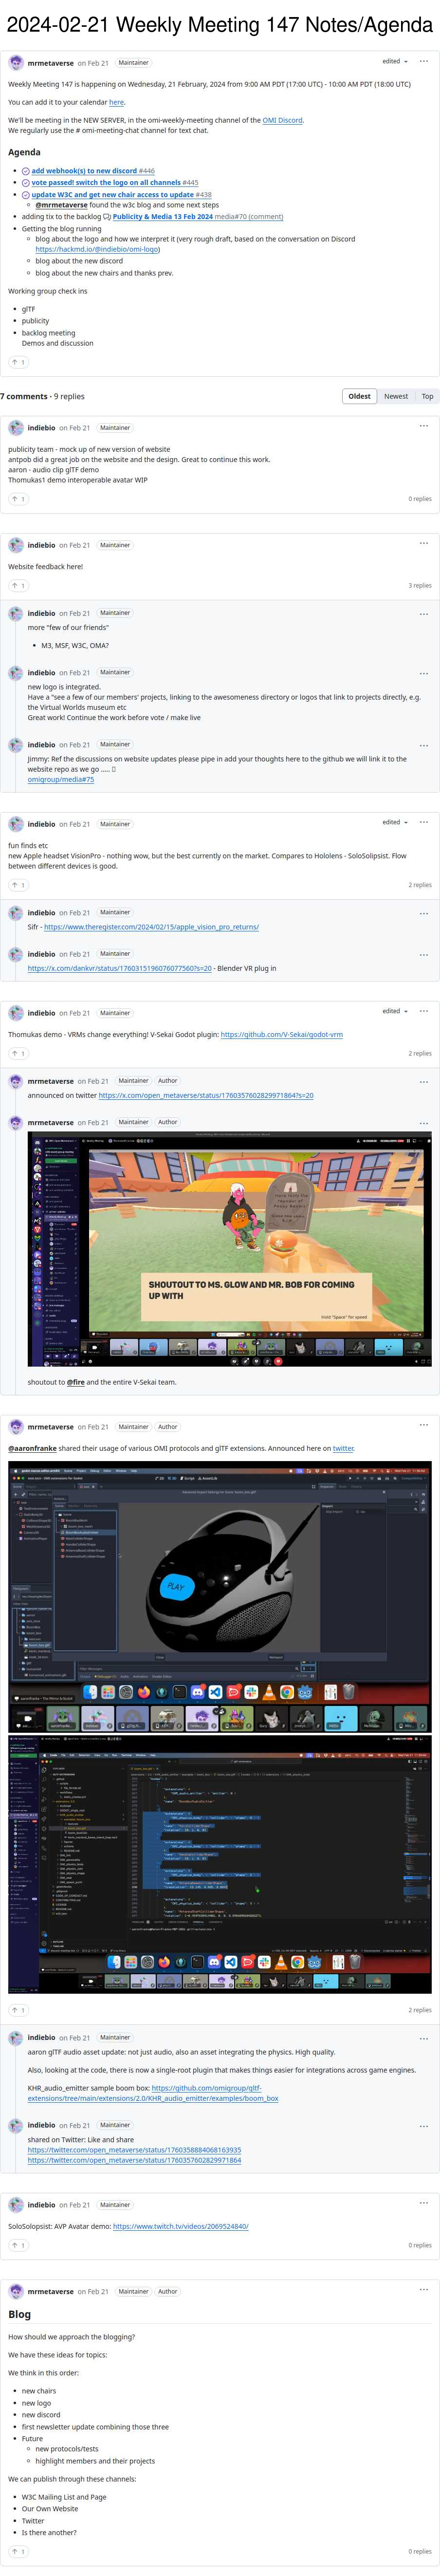 2024-02-21 Weekly Meeting 147 Notes/Agenda
mrmetaverse on Feb 21 Maintainer
edited
Weekly Meeting 147 is happening on Wednesday, 21 February, 2024 from 9:00 AM PDT (17:00 UTC) - 10:00 AM PDT (18:00 UTC)
You can add it to your calendar here.
We'll be meeting in the NEW SERVER, in the omi-weekly-meeting channel of the OMI Discord.
We regularly use the # omi-meeting-chat channel for text chat.
Agenda
add webhook(s) to new discord #446
vote passed! switch the logo on all channels #445
update W3C and get new chair access to update #438
@mrmetaverse found the w3c blog and some next steps
adding tix to the backlog Publicity & Media 13 Feb 2024 media#70 (comment)
Getting the blog running
blog about the logo and how we interpret it (very rough draft, based on the conversation on Discord
https://hackmd.io/@indiebio/omi-logo)
blog about the new discord
blog about the new chairs and thanks prev.
Working group check ins
glTF
publicity
backlog meeting
Demos and discussion
1
7 comments · 9 replies
Oldest Newest Top
indiebio on Feb 21 Maintainer
publicity team - mock up of new version of website
antpob did a great job on the website and the design. Great to continue this work.
aaron - audio clip glTF demo
Thomukas1 demo interoperable avatar WIP
1
0 replies
indiebio on Feb 21 Maintainer
Website feedback here!
1
3 replies
indiebio on Feb 21 Maintainer
more "few of our friends"
M3, MSF, W3C, OMA?
indiebio on Feb 21 Maintainer
new logo is integrated.
Have a "see a few of our members' projects, linking to the awesomeness directory or logos that link to projects directly, e.g.
the Virtual Worlds museum etc
Great work! Continue the work before vote / make live
indiebio on Feb 21 Maintainer
Jimmy: Ref the discussions on website updates please pipe in add your thoughts here to the github we will link it to the
website repo as we go .....
omigroup/media#75
indiebio on Feb 21 Maintainer
edited
fun finds etc
new Apple headset VisionPro - nothing wow, but the best currently on the market. Compares to Hololens - SoloSolipsist. Flow
between different devices is good.
1
2 replies
indiebio on Feb 21 Maintainer
Sifr - https://www.theregister.com/2024/02/15/apple_vision_pro_returns/
indiebio on Feb 21 Maintainer
https://x.com/dankvr/status/1760315196076077560?s=20 - Blender VR plug in
indiebio on Feb 21 Maintainer
edited
Thomukas demo - VRMs change everything! V-Sekai Godot plugin: https://github.com/V-Sekai/godot-vrm
1
2 replies
mrmetaverse on Feb 21 Maintainer Author
announced on twitter https://x.com/open_metaverse/status/1760357602829971864?s=20
mrmetaverse on Feb 21 Maintainer Author
SHOUTOUT TO MS. GLOW AND MR. BOB FOR COMING
UP WITH
Hold "Space" for speed
shoutout to @fire and the entire V-Sekai team.
mrmetaverse on Feb 21 Maintainer Author
@aaronfranke shared their usage of various OMI protocols and glTF extensions. Announced here on twitter.
PLAY
1
2 replies
indiebio on Feb 21 Maintainer
aaron glTF audio asset update: not just audio, also an asset integrating the physics. High quality.
Also, looking at the code, there is now a single-root plugin that makes things easier for integrations across game engines.
KHR_audio_emitter sample boom box: https://github.com/omigroup/gltf-
extensions/tree/main/extensions/2.0/KHR_audio_emitter/examples/boom_box
indiebio on Feb 21 Maintainer
shared on Twitter: Like and share
https://twitter.com/open_metaverse/status/1760358884068163935
https://twitter.com/open_metaverse/status/1760357602829971864
indiebio on Feb 21 Maintainer
SoloSolopsist: AVP Avatar demo: https://www.twitch.tv/videos/2069524840/
1
0 replies
mrmetaverse on Feb 21 Maintainer Author
Blog
How should we approach the blogging?
We have these ideas for topics:
We think in this order:
new chairs
new logo
new discord
first newsletter update combining those three
Future
new protocols/tests
highlight members and their projects
We can publish through these channels:
W3C Mailing List and Page
Our Own Website
Twitter
Is there another?
1
0 replies